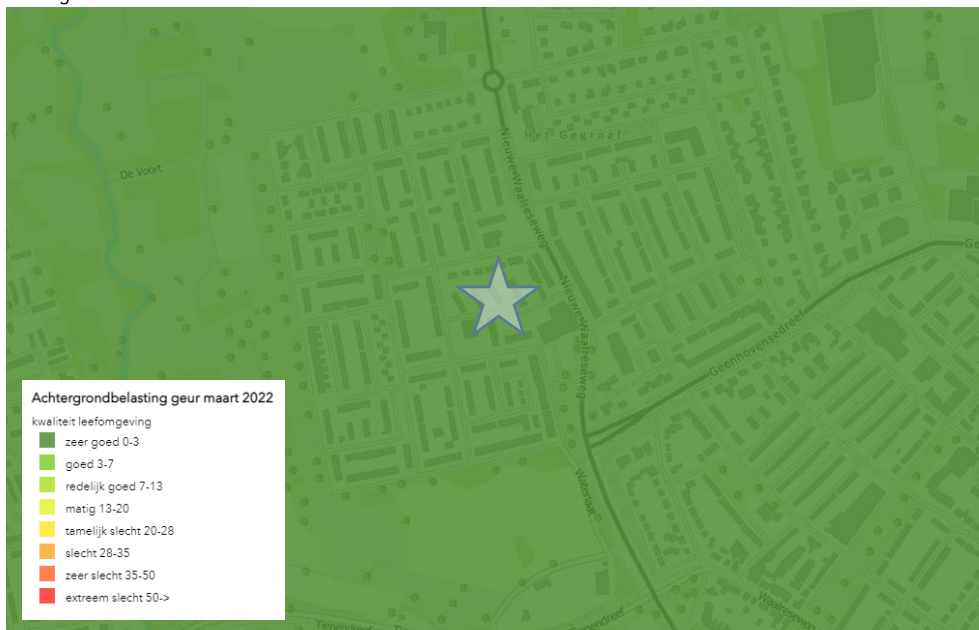 Het Gegraaf
De Voort
Nieuwe-Waalreseweg
Nieuwe-Waalreseweg
Geenhovensedreef
Waterlaat
Waalreseweg
Achtergrondbelasting geur maart 2022
kwaliteit leefomgeving
zeer goed 0-3
goed 3-7
redelijk goed 7-13
matig 13-20
tamelijk slecht 20-28
slecht 28-35
zeer slecht 35-50
extreem slecht 50->